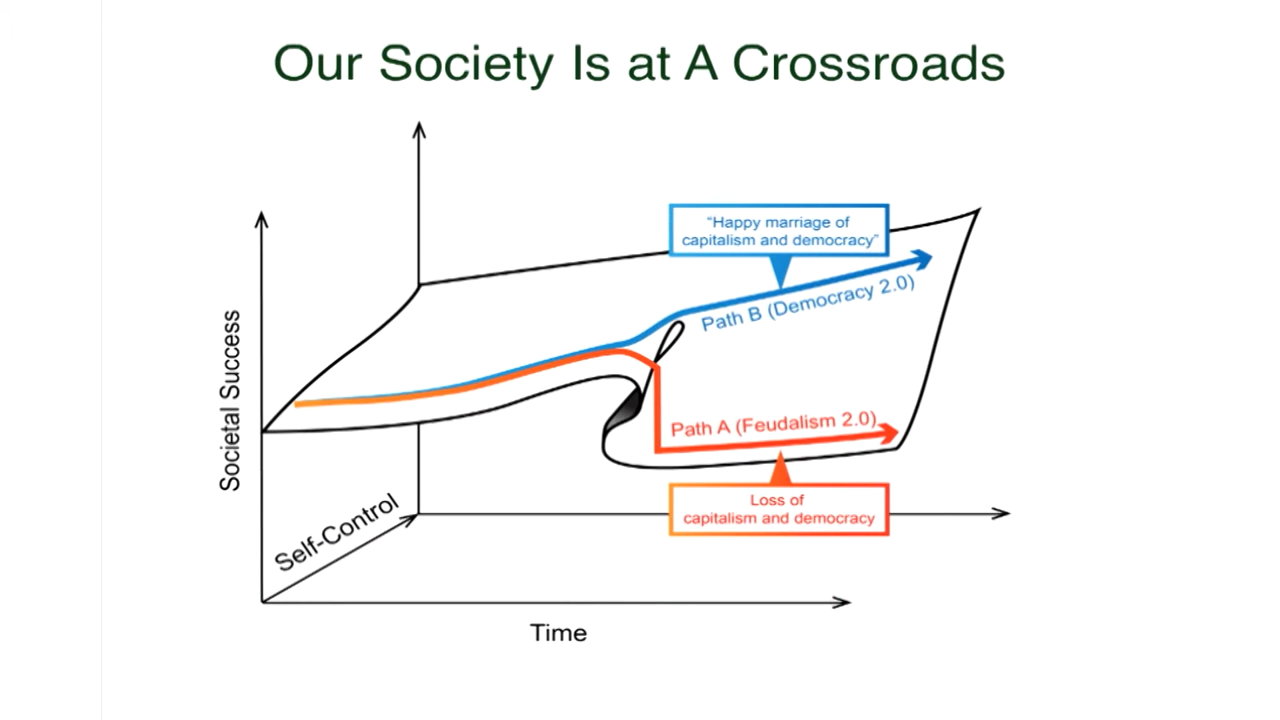 Our Society Is at A Crossroads
"Happy marriage of
capitalism and democracy"
Path B (Democracy 2.0)
Societal Success
Path A (Feudalism 2.0)
Loss of
capitalism and democracy
Self-Control
Time